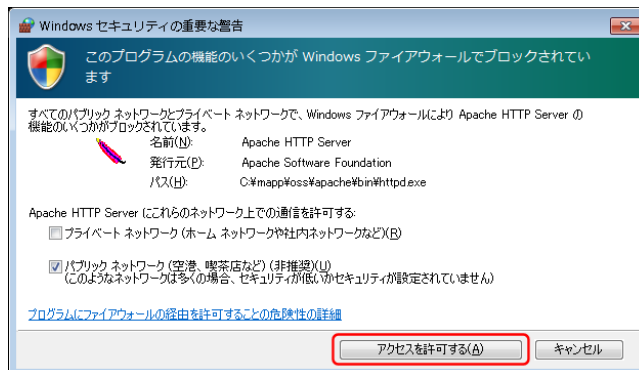 Windows セキュリティの重要な警告
このプログラムの機能のいくつかが Windows ファイアウォールでブロックされてい
ます
すべてのパブリック ネットワークとプライベート ネットワークで、Windows ファイアウォールにより Apache HTTP Server の
機能のいくつかがブロックされています。
名前(N): Apache HTTP Server
発行元(P): Apache Software Foundation
パス(H): C:¥mapp¥oss¥apache¥bin¥httpd.exe
Apache HTTP Server にこれらのネットワーク上での通信を許可する:
プライベート ネットワーク (ホーム ネットワークや社内ネットワークなど)(R)
パブリック ネットワーク (空港、喫茶店など) (非推奨)(U)
(このようなネットワークは多くの場合、セキュリティが低いかセキュリティが設定されていません)
プログラムにファイアウォールの経由を許可することの危険性の詳細
アクセスを許可する(A) キャンセル